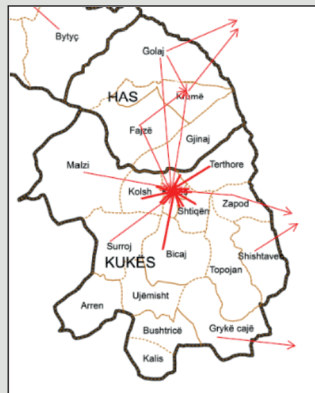 Bytyç
Golaj
HAS
Krumë
Fajzë
Gjinaj
Malzi
Terthore
Kolsh
Shtiqën
Zapod
Surroj
KUKËS
Bicaj
Shishtavec
Topojan
Arren
Ujëmisht
Bushtricë
Grykë cajë
Kalis